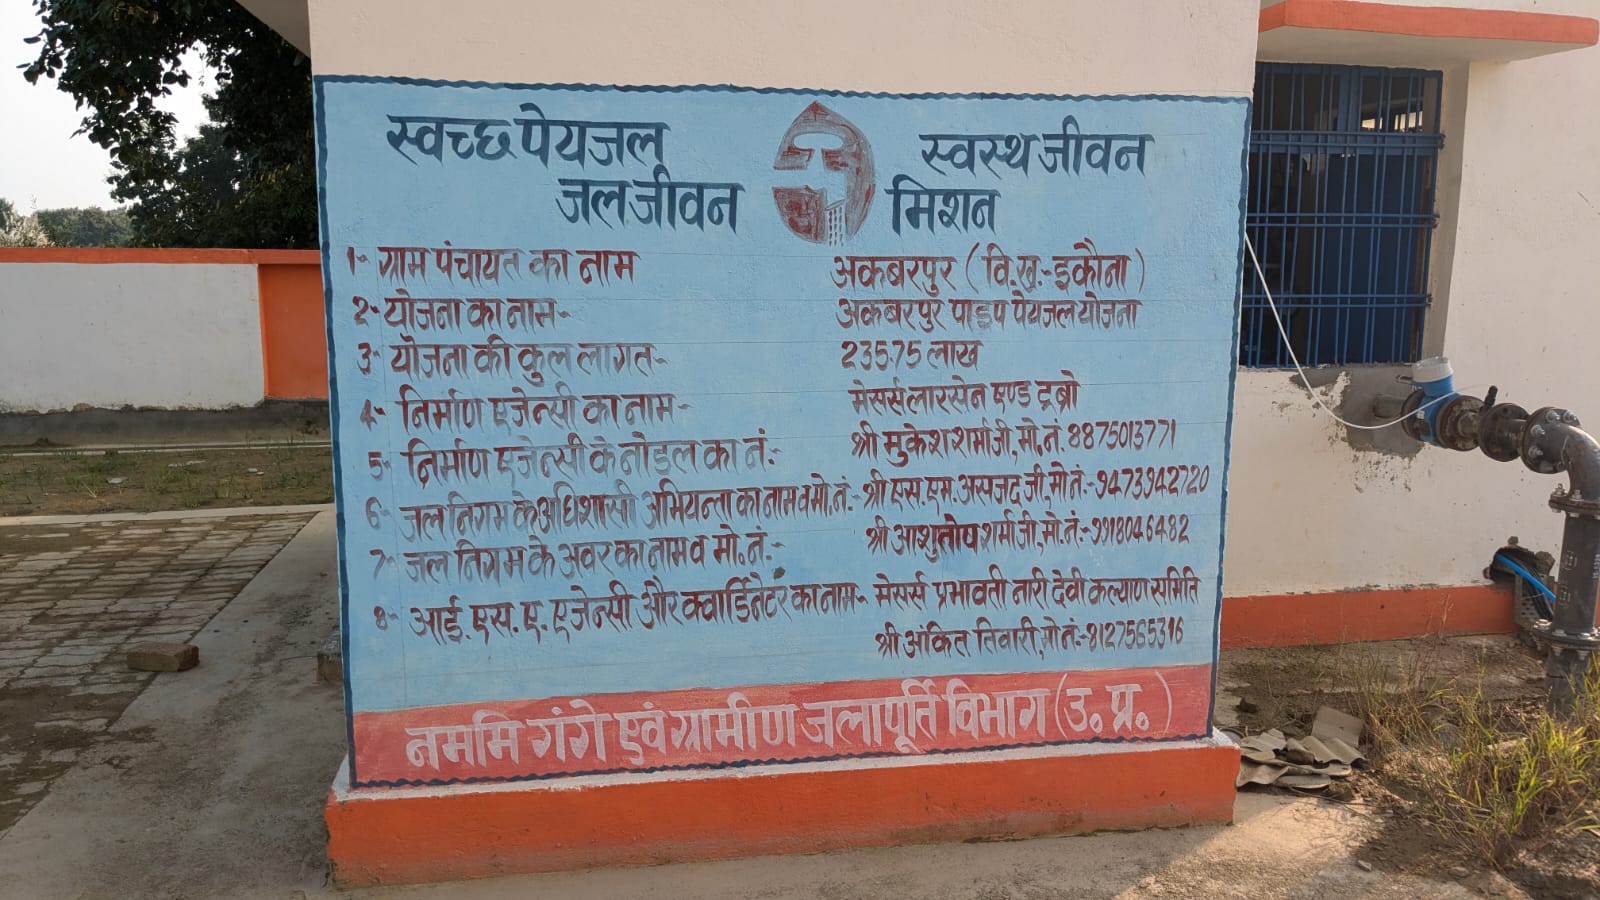 स्वच्छ पेयजल स्वस्थ जीवन
जल जीवन मिशन
1- ग्राम पंचायत का नाम अकबरपुर ( वि.ख.:- इकौना )
2- योजना का नाम- अकबरपुर पाइप पेयजल योजना
3- योजना की कुल लागत- 235.75 लाख
4- निर्माण एजेन्सी का नाम- मेसर्स लारसेन एण्ड टूब्रो
5- निर्माण एजेन्सी के नोडल का नं:- श्री मुकेश शर्मा जी, मो.नं. 8875013771
6- जल निगम के अधिशासी अभियन्ता का नाम व मो.नं:- श्री एस.एम. असजद जी, मो.नं:- 9473942720
7- जल निगम के अवर का नाम व मो.नं.:- श्री आशुतोष शर्मा जी, मो.नं:- 9918046482
8- आई.एस.ए. एजेन्सी और क्वार्डिनेटर का नाम- मेसर्स प्रभावती नारी देवी कल्याण समिति
श्री अंकित तिवारी, मो.नं:- 8127565316
नममि गंगे एवं ग्रामीण जलापूर्ति विभाग (उ. प्र.)